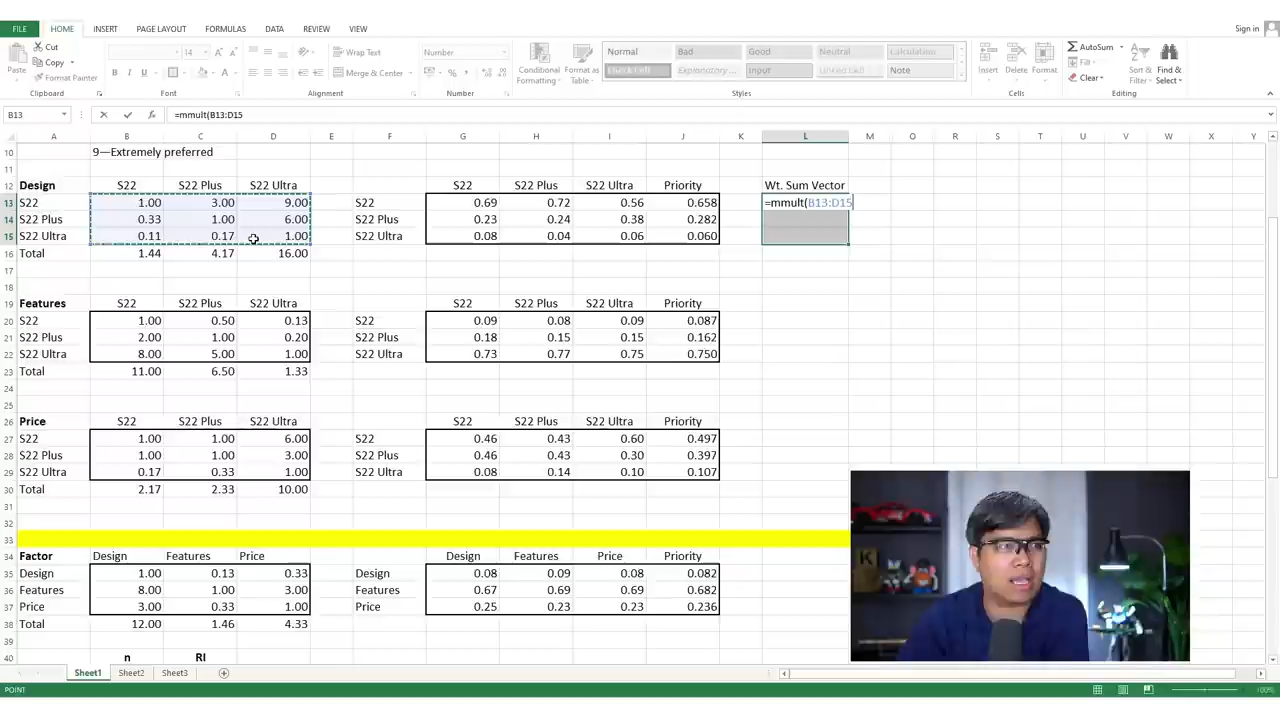 FILE HOME INSERT PAGE LAYOUT FORMULAS DATA REVIEW VIEW Sign in
Cut
Copy
Format Painter
Paste
Clipboard
14
Font
Wrap Text
Merge & Center
Alignment
Number
Number
Conditional Formatting
Format as Table
Normal Bad Good Neutral Calculation
Check Cell Explanatory ... Input Linked Cell Note
Styles
Insert Delete Format
Cells
AutoSum
Fill
Clear
Sort & Filter
Find & Select
Editing
B13 =mmult(B13:D15
A B C D E F G H I J K L M O R S T U V W X Y
10 9—Extremely preferred
11
12 Design S22 S22 Plus S22 Ultra S22 S22 Plus S22 Ultra Priority Wt. Sum Vector
13 S22 1.00 3.00 9.00 S22 0.69 0.72 0.56 0.658 =mmult(B13:D15
14 S22 Plus 0.33 1.00 6.00 S22 Plus 0.23 0.24 0.38 0.282
15 S22 Ultra 0.11 0.17 1.00 S22 Ultra 0.08 0.04 0.06 0.060
16 Total 1.44 4.17 16.00
17
18
19 Features S22 S22 Plus S22 Ultra S22 S22 Plus S22 Ultra Priority
20 S22 1.00 0.50 0.13 S22 0.09 0.08 0.09 0.087
21 S22 Plus 2.00 1.00 0.20 S22 Plus 0.18 0.15 0.15 0.162
22 S22 Ultra 8.00 5.00 1.00 S22 Ultra 0.73 0.77 0.75 0.750
23 Total 11.00 6.50 1.33
24
25
26 Price S22 S22 Plus S22 Ultra S22 S22 Plus S22 Ultra Priority
27 S22 1.00 1.00 6.00 S22 0.46 0.43 0.60 0.497
28 S22 Plus 1.00 1.00 3.00 S22 Plus 0.46 0.43 0.30 0.397
29 S22 Ultra 0.17 0.33 1.00 S22 Ultra 0.08 0.14 0.10 0.107
30 Total 2.17 2.33 10.00
31
32
33
34 Factor Design Features Price Design Features Price Priority
35 Design 1.00 0.13 0.33 Design 0.08 0.09 0.08 0.082
36 Features 8.00 1.00 3.00 Features 0.67 0.69 0.69 0.682
37 Price 3.00 0.33 1.00 Price 0.25 0.23 0.23 0.236
38 Total 12.00 1.46 4.33
39
40 n RI
Sheet1 Sheet2 Sheet3
POINT 100%